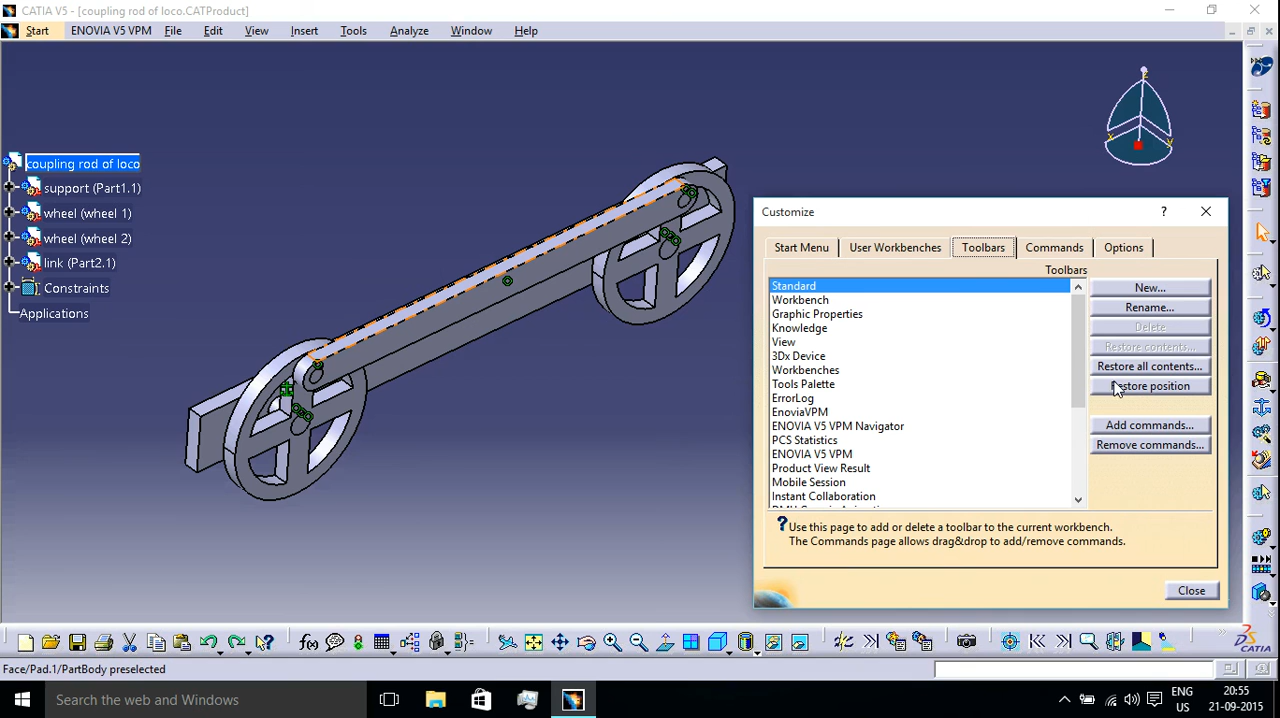 CATIA V5 - [coupling rod of loco.CATProduct]
Start ENOVIA V5 VPM File Edit View Insert Tools Analyze Window Help
coupling rod of loco
support (Part1.1)
wheel (wheel 1)
wheel (wheel 2)
link (Part2.1)
Constraints
Applications
z
x
y
Customize
?
Start Menu User Workbenches Toolbars Commands Options
Toolbars
Standard
Workbench
Graphic Properties
Knowledge
View
3Dx Device
Workbenches
Tools Palette
ErrorLog
EnoviaVPM
ENOVIA V5 VPM Navigator
PCS Statistics
ENOVIA V5 VPM
Product View Result
Mobile Session
Instant Collaboration
New...
Rename...
Delete
Restore contents...
Restore all contents...
Restore position
Add commands...
Remove commands...
? Use this page to add or delete a toolbar to the current workbench.
The Commands page allows drag&drop to add/remove commands.
Close
f(x)
CATIA
Face/Pad.1/PartBody preselected
Search the web and Windows
ENG
US
20:55
21-09-2015